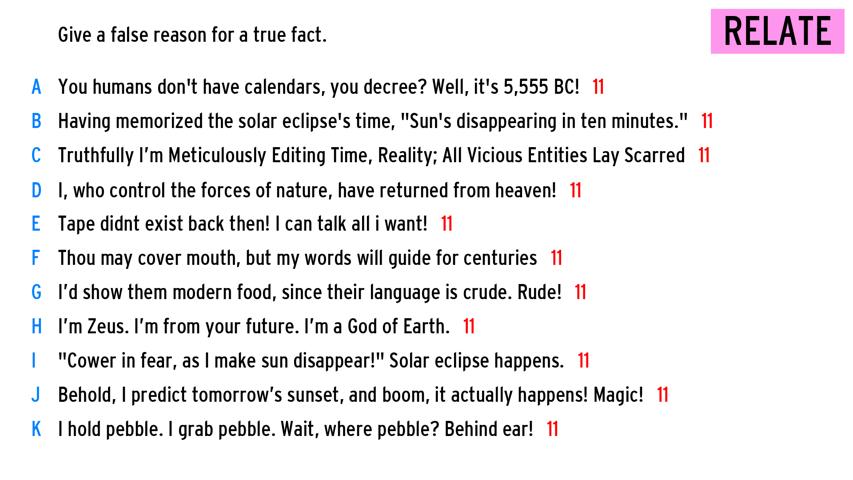 Give a false reason for a true fact.
RELATE
A You humans don't have calendars, you decree? Well, it's 5,555 BC! 11
B Having memorized the solar eclipse's time, "Sun's disappearing in ten minutes." 11
C Truthfully I’m Meticulously Editing Time, Reality; All Vicious Entities Lay Scarred 11
D I, who control the forces of nature, have returned from heaven! 11
E Tape didnt exist back then! I can talk all i want! 11
F Thou may cover mouth, but my words will guide for centuries 11
G I’d show them modern food, since their language is crude. Rude! 11
H I’m Zeus. I’m from your future. I’m a God of Earth. 11
I "Cower in fear, as I make sun disappear!" Solar eclipse happens. 11
J Behold, I predict tomorrow’s sunset, and boom, it actually happens! Magic! 11
K I hold pebble. I grab pebble. Wait, where pebble? Behind ear! 11